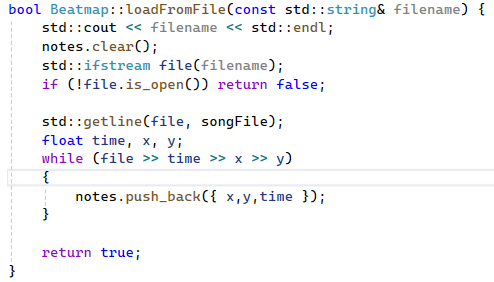 bool Beatmap::loadFromFile(const std::string& filename) {
std::cout << filename << std::endl;
notes.clear();
std::ifstream file(filename);
if (!file.is_open()) return false;
std::getline(file, songFile);
float time, x, y;
while (file >> time >> x >> y)
{
notes.push_back({ x,y,time });
}
return true;
}